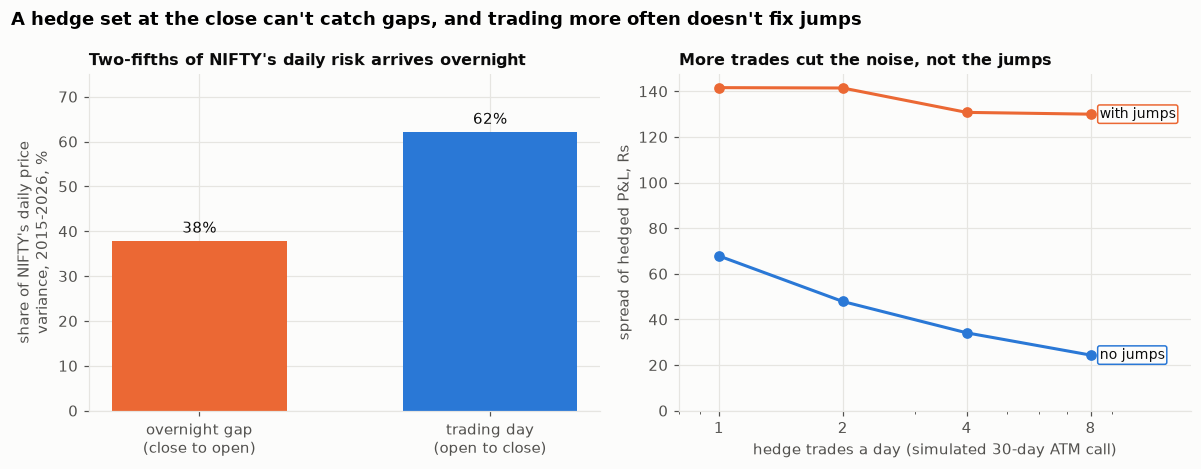 A hedge set at the close can't catch gaps, and trading more often doesn't fix jumps
Two-fifths of NIFTY's daily risk arrives overnight
share of NIFTY's daily price
variance, 2015-2026, %
70
60
50
40
30
20
10
0
38%
62%
overnight gap
(close to open)
trading day
(open to close)
More trades cut the noise, not the jumps
spread of hedged P&L, Rs
140
120
100
80
60
40
20
0
with jumps
no jumps
1
2
4
8
hedge trades a day (simulated 30-day ATM call)